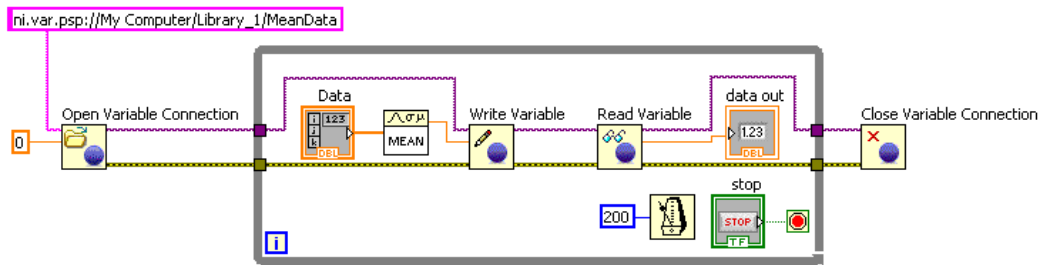 ni.var.psp://My Computer/Library_1/MeanData
Open Variable Connection
Data
Write Variable
Read Variable
data out
Close Variable Connection
0
i
j
k
123
DBL
MEAN
1.23
DBL
stop
200
STOP
TF
i